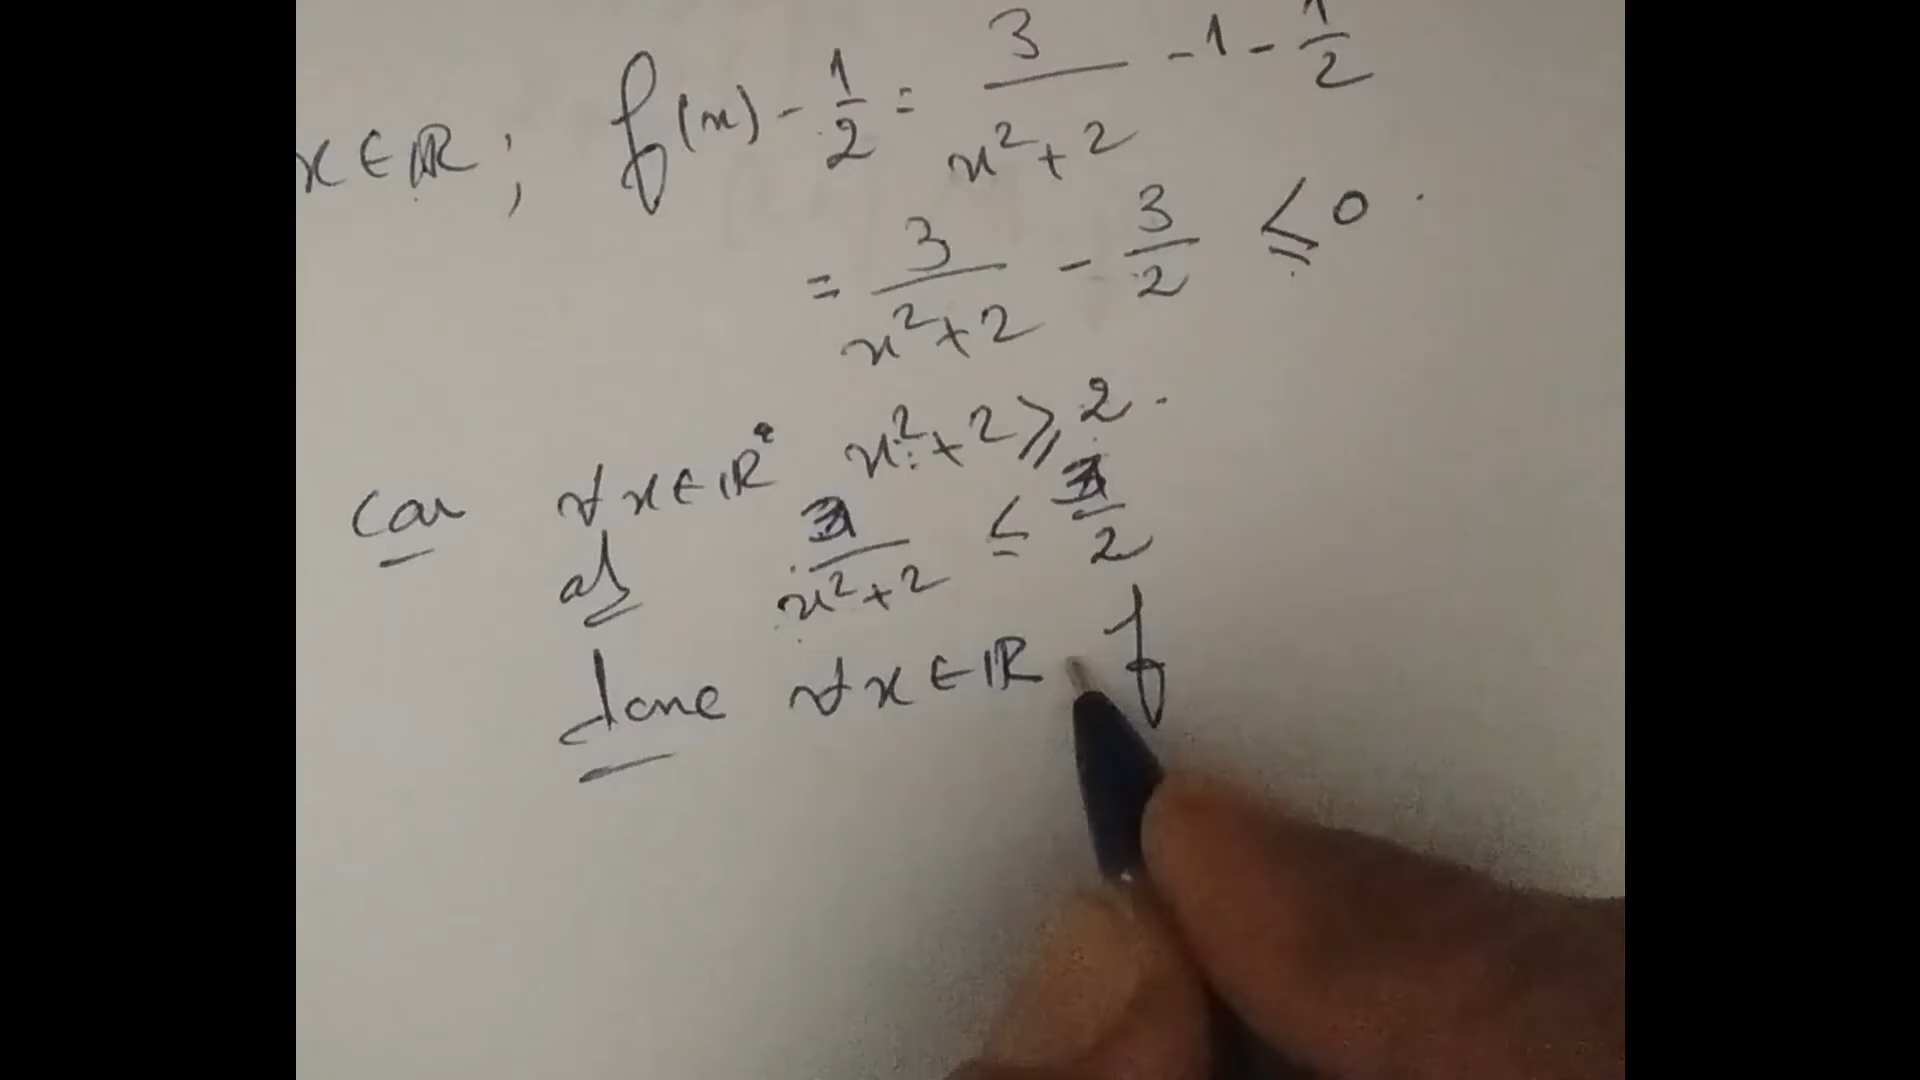 x ∈ ℝ ; f(x) - 1/2 = 3/(x² + 2) - 1 - 1/2
= 3/(x² + 2) - 3/2 ≤ 0
car ∀x ∈ ℝ x² + 2 ≥ 2
als 3/(x² + 2) ≤ 3/2
donc ∀x ∈ ℝ f